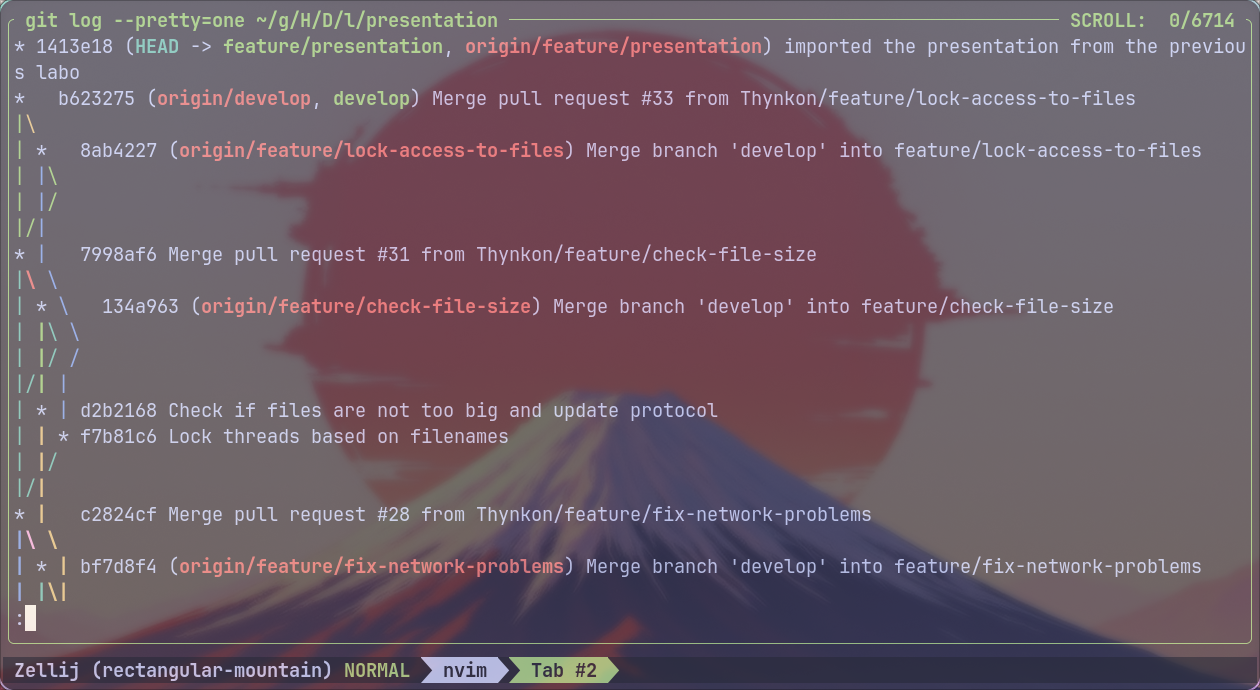 git log --pretty=one ~/g/H/D/l/presentation SCROLL:  0/6714
* 1413e18 (HEAD -> feature/presentation, origin/feature/presentation) imported the presentation from the previou
s labo
*   b623275 (origin/develop, develop) Merge pull request #33 from Thynkon/feature/lock-access-to-files
|\
| *   8ab4227 (origin/feature/lock-access-to-files) Merge branch 'develop' into feature/lock-access-to-files
| |\
| |/
|/|
* |   7998af6 Merge pull request #31 from Thynkon/feature/check-file-size
|\ \
| * \   134a963 (origin/feature/check-file-size) Merge branch 'develop' into feature/check-file-size
| |\ \
| |/ /
|/| |
| * | d2b2168 Check if files are not too big and update protocol
| | * f7b81c6 Lock threads based on filenames
| |/
|/|
* |   c2824cf Merge pull request #28 from Thynkon/feature/fix-network-problems
|\ \
| * | bf7d8f4 (origin/feature/fix-network-problems) Merge branch 'develop' into feature/fix-network-problems
| |\|
:
Zellij (rectangular-mountain) NORMAL nvim Tab #2